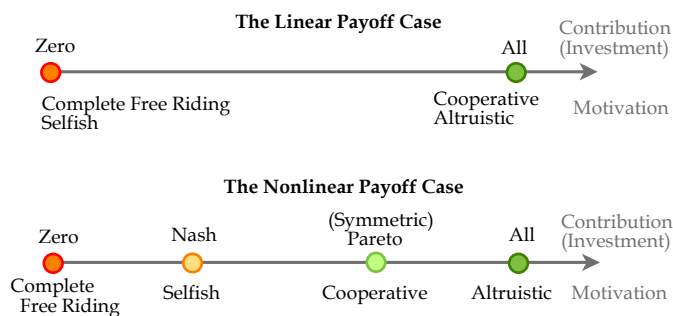 The Linear Payoff Case
Zero
All
Contribution
(Investment)
Complete Free Riding
Selfish
Cooperative
Altruistic
Motivation
The Nonlinear Payoff Case
Zero
Nash
(Symmetric)
Pareto
All
Contribution
(Investment)
Complete
Free Riding
Selfish
Cooperative
Altruistic
Motivation